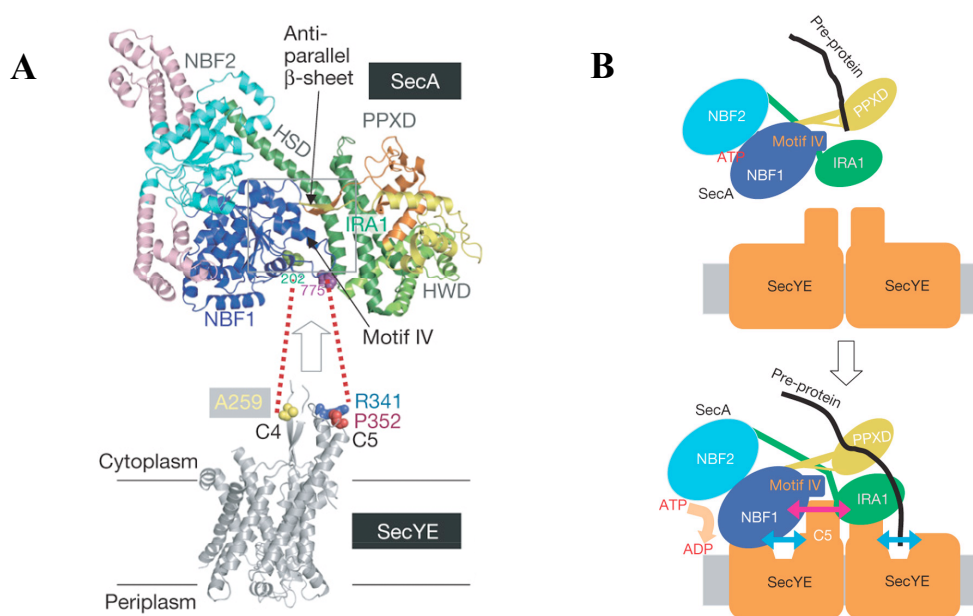 A
Anti-
parallel
β-sheet
NBF2
SecA
HSD
PPXD
IRA1
202
775
HWD
NBF1
Motif IV
A259
R341
P352
C4
C5
Cytoplasm
SecYE
Periplasm
B
Pre-protein
NBF2
PPXD
Motif IV
ATP
IRA1
NBF1
SecA
SecYE
SecYE
Pre-protein
SecA
PPXD
NBF2
Motif IV
IRA1
ATP
NBF1
C5
ADP
SecYE
SecYE